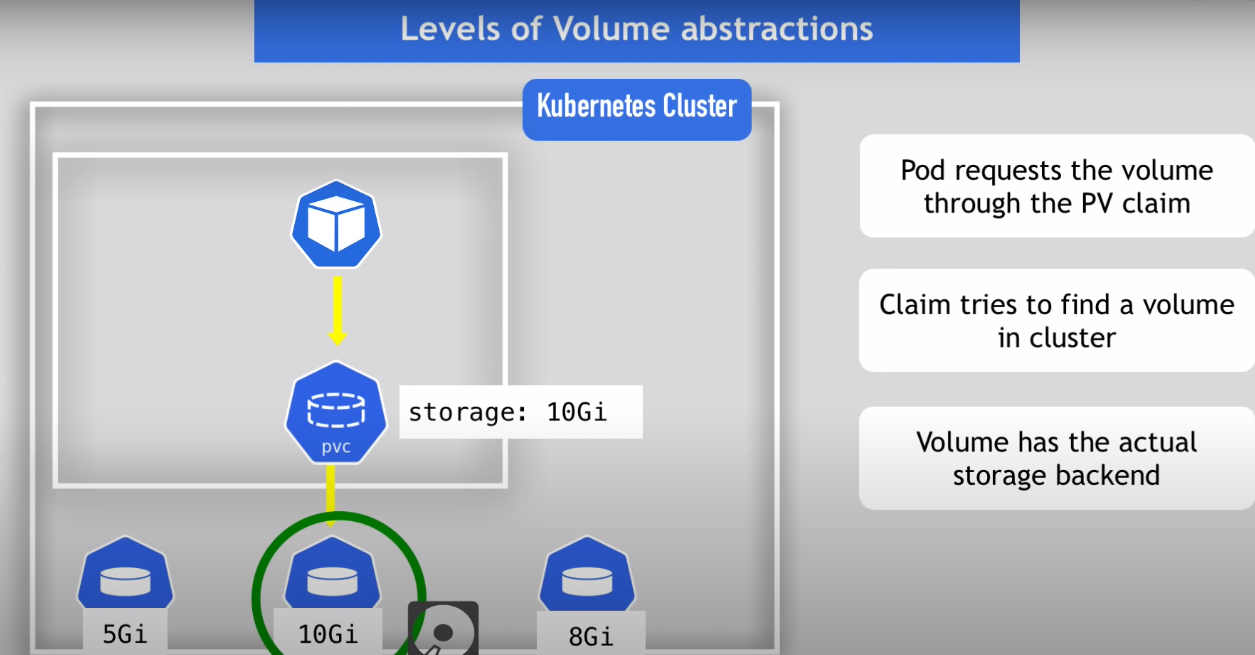 Levels of Volume abstractions
Kubernetes Cluster
Pod requests the volume
through the PV claim
Claim tries to find a volume
in cluster
storage: 10Gi
pvc
Volume has the actual
storage backend
5Gi
10Gi
8Gi